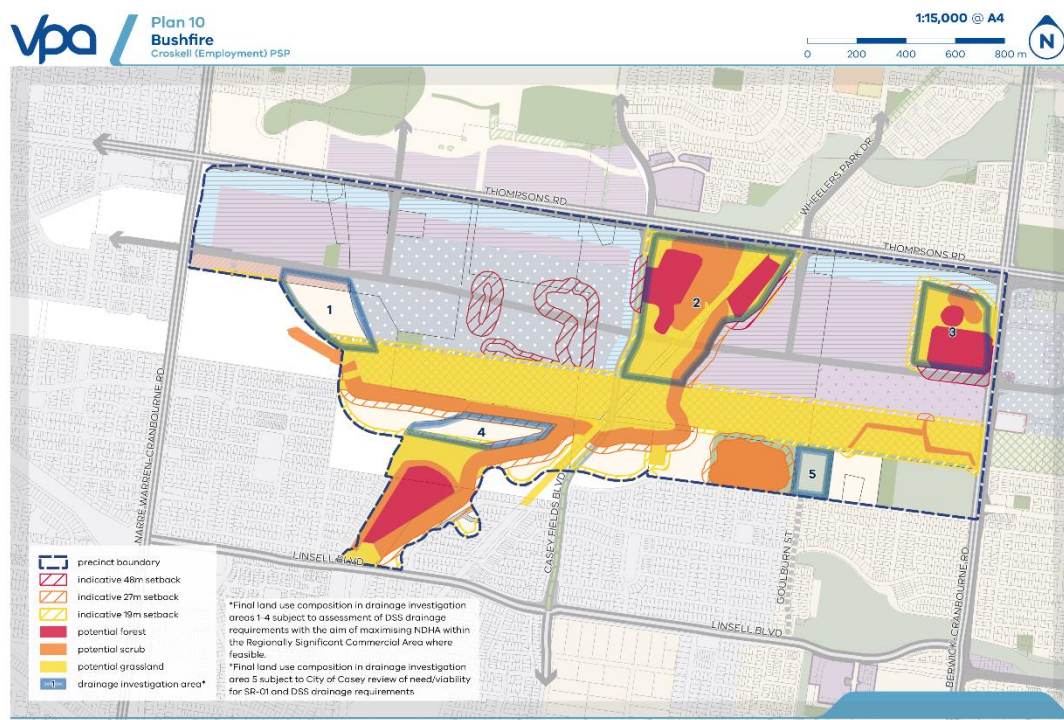 vpa
Plan 10
Bushfire
Croskell (Employment) PSP
1:15,000 @ A4
0 200 400 600 800 m
N
THOMPSONS RD
WHEELERS PARK DR
THOMPSONS RD
1
2
3
4
5
NARRE WARREN-CRANBOURNE RD
CASEY FIELDS BLVD
GOULBURN ST
BERWICK-CRANBOURNE RD
LINSELL BLVD
LINSELL BLVD
precinct boundary
indicative 48m setback
indicative 27m setback
indicative 19m setback
potential forest
potential scrub
potential grassland
1 drainage investigation area*
*Final land use composition in drainage investigation
areas 1-4 subject to assessment of DSS drainage
requirements with the aim of maximising NDHA within
the Regionally Significant Commercial Area where
feasible.
*Final land use composition in drainage investigation
area 5 subject to City of Casey review of need/viability
for SR-01 and DSS drainage requirements